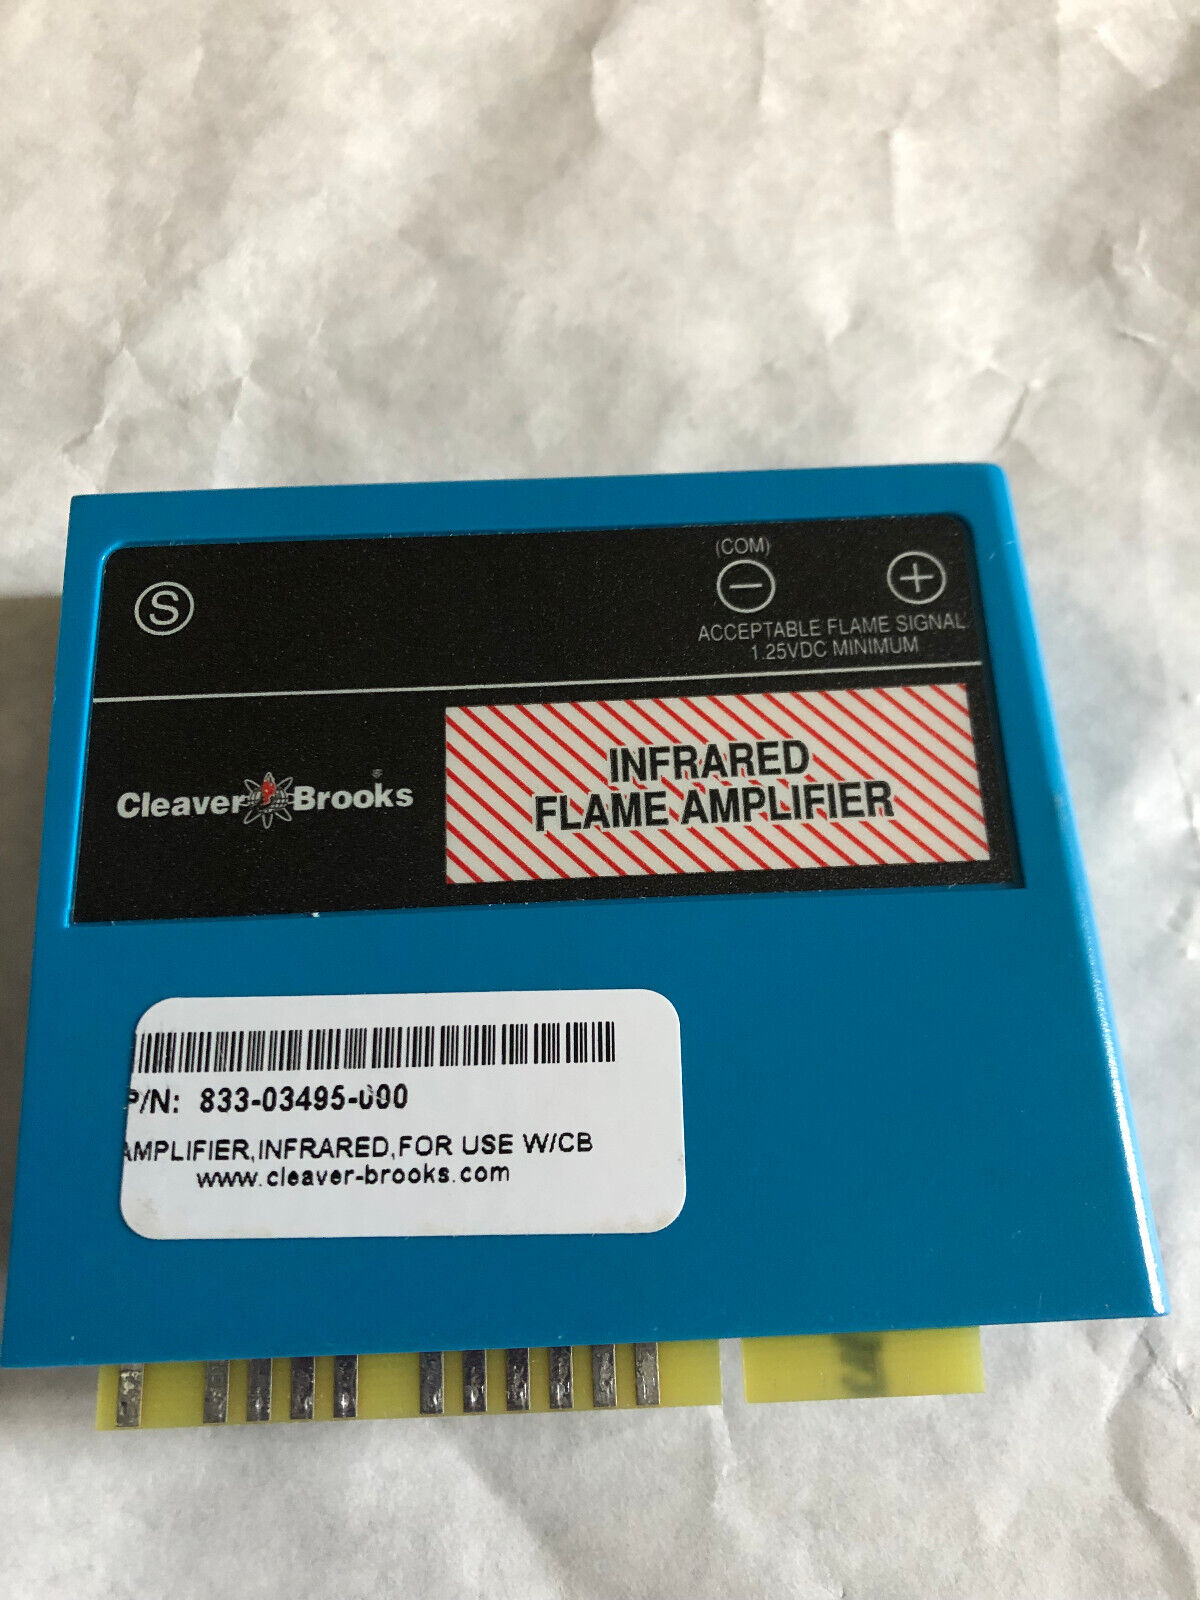 (COM)
S − +
ACCEPTABLE FLAME SIGNAL
1.25VDC MINIMUM
Cleaver Brooks®
INFRARED
FLAME AMPLIFIER
P/N: 833-03495-000
AMPLIFIER,INFRARED,FOR USE W/CB
www.cleaver-brooks.com